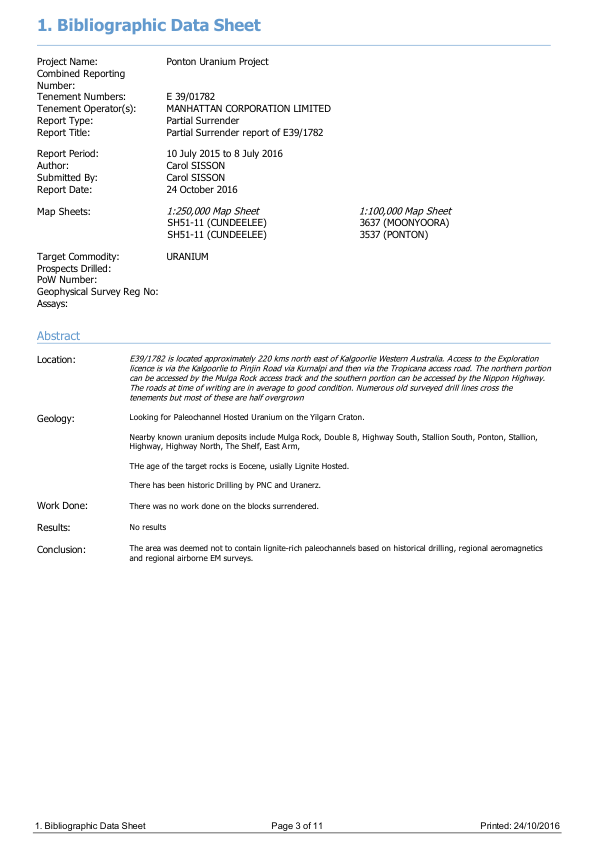 1. Bibliographic Data Sheet
Project Name: Ponton Uranium Project
Combined Reporting
Number:
Tenement Numbers: E 39/01782
Tenement Operator(s): MANHATTAN CORPORATION LIMITED
Report Type: Partial Surrender
Report Title: Partial Surrender report of E39/1782
Report Period: 10 July 2015 to 8 July 2016
Author: Carol SISSON
Submitted By: Carol SISSON
Report Date: 24 October 2016
Map Sheets: 1:250,000 Map Sheet 1:100,000 Map Sheet
SH51-11 (CUNDEELEE) 3637 (MOONYOORA)
SH51-11 (CUNDEELEE) 3537 (PONTON)
Target Commodity: URANIUM
Prospects Drilled:
PoW Number:
Geophysical Survey Reg No:
Assays:
Abstract
Location: E39/1782 is located approximately 220 kms north east of Kalgoorlie Western Australia. Access to the Exploration
licence is via the Kalgoorlie to Pinjin Road via Kurnalpi and then via the Tropicana access road. The northern portion
can be accessed by the Mulga Rock access track and the southern portion can be accessed by the Nippon Highway.
The roads at time of writing are in average to good condition. Numerous old surveyed drill lines cross the
tenements but most of these are half overgrown
Geology: Looking for Paleochannel Hosted Uranium on the Yilgarn Craton.
Nearby known uranium deposits include Mulga Rock, Double 8, Highway South, Stallion South, Ponton, Stallion,
Highway, Highway North, The Shelf, East Arm,
THe age of the target rocks is Eocene, usially Lignite Hosted.
There has been historic Drilling by PNC and Uranerz.
Work Done: There was no work done on the blocks surrendered.
Results: No results
Conclusion: The area was deemed not to contain lignite-rich paleochannels based on historical drilling, regional aeromagnetics
and regional airborne EM surveys.
1. Bibliographic Data Sheet Page 3 of 11 Printed: 24/10/2016